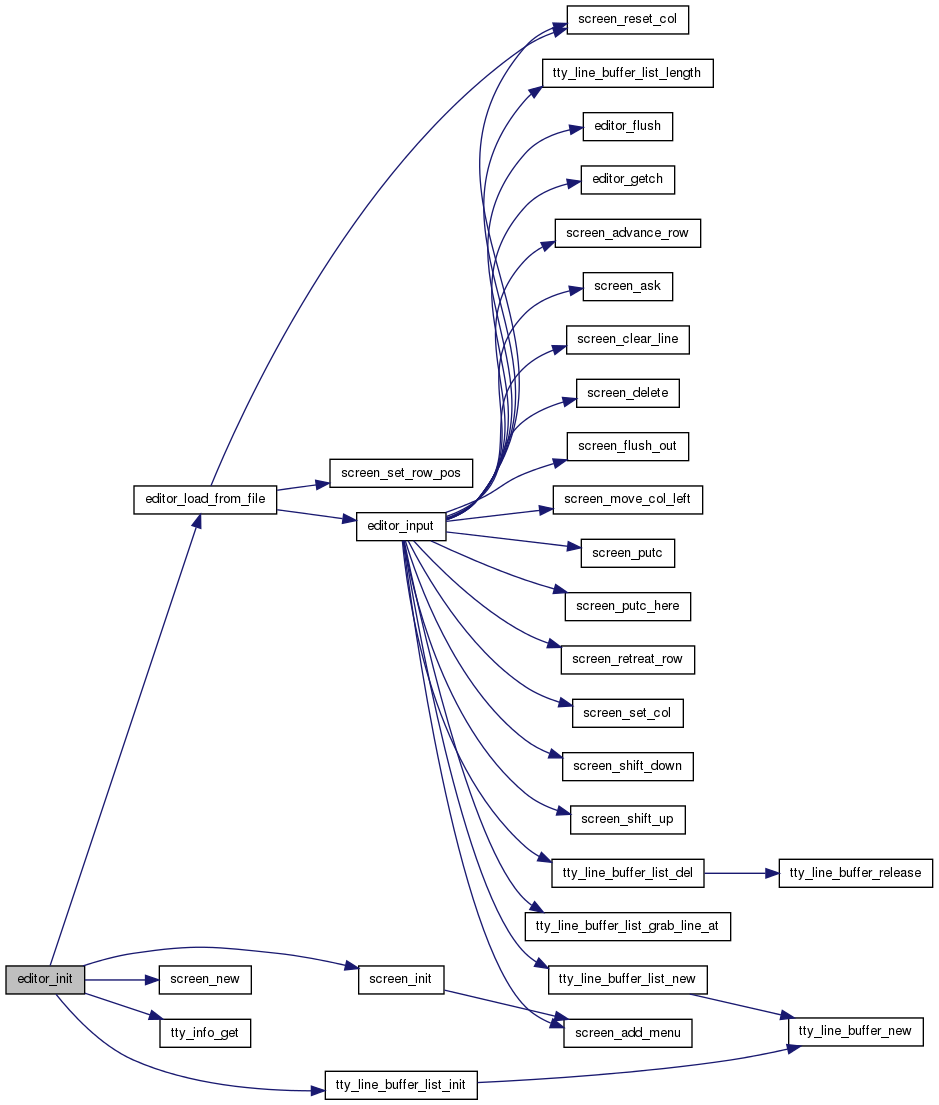 screen_reset_col
tty_line_buffer_list_length
editor_flush
editor_getch
screen_advance_row
screen_ask
screen_clear_line
screen_delete
screen_flush_out
screen_set_row_pos
editor_load_from_file
screen_move_col_left
editor_input
screen_putc
screen_putc_here
screen_retreat_row
screen_set_col
screen_shift_down
screen_shift_up
tty_line_buffer_list_del
tty_line_buffer_release
tty_line_buffer_list_grab_line_at
editor_init
screen_new
screen_init
tty_line_buffer_list_new
tty_info_get
screen_add_menu
tty_line_buffer_new
tty_line_buffer_list_init